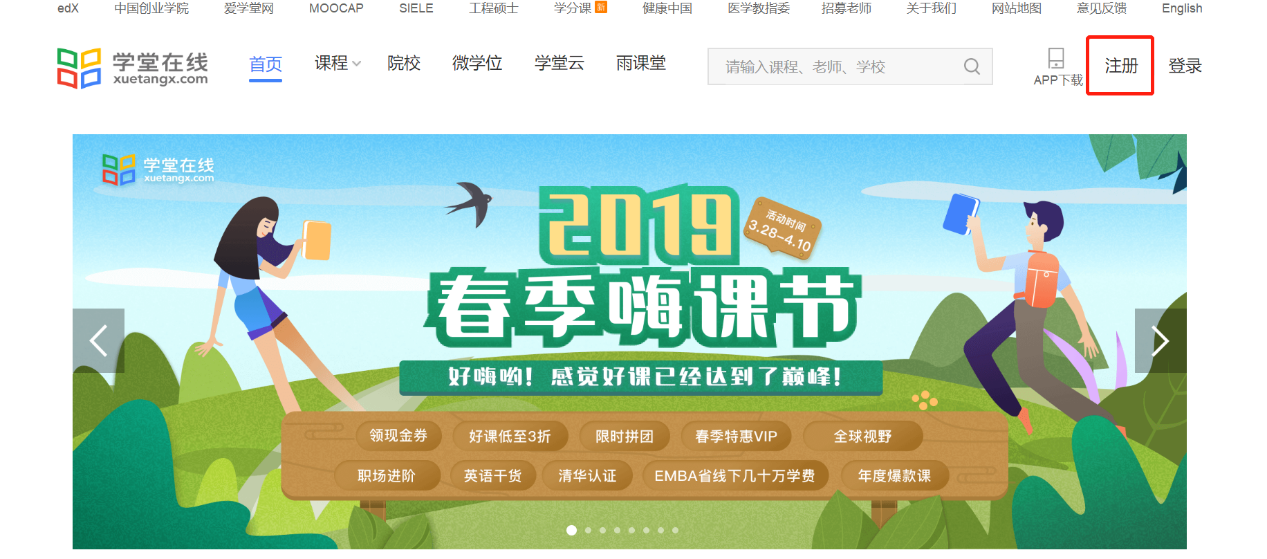 edX 中国创业学院 爱学堂网 MOOCAP SIELE 工程硕士 学分课 新 健康中国 医学教指委 招募老师 关于我们 网站地图 意见反馈 English
学堂在线
xuetangx.com
首页 课程 院校 微学位 学堂云 雨课堂 请输入课程、老师、学校 APP下载 注册 登录
学堂在线
xuetangx.com
2019
活动时间
3.28-4.10
春季嗨课节
好嗨哟！感觉好课已经达到了巅峰！
领现金券 好课低至3折 限时拼团 春季特惠VIP 全球视野
职场进阶 英语干货 清华认证 EMBA省线下几十万学费 年度爆款课